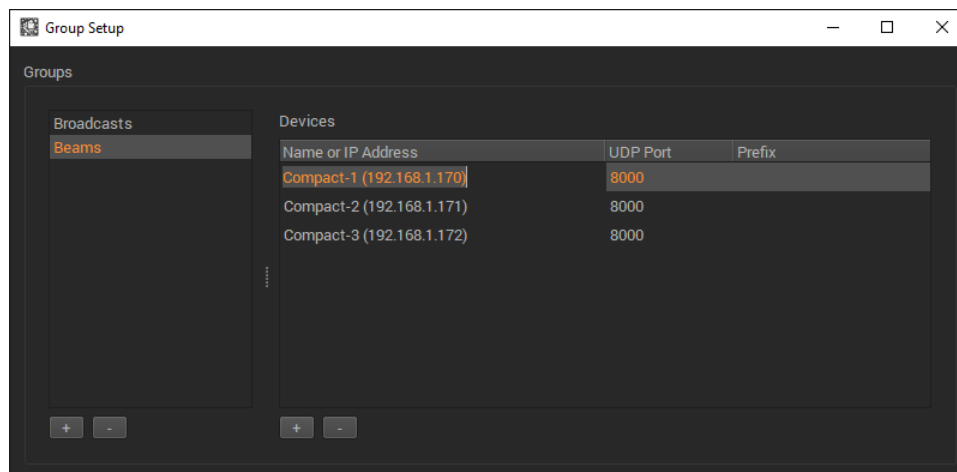 Group Setup
Groups
Broadcasts
Beams
Devices
Name or IP Address UDP Port Prefix
Compact-1 (192.168.1.170) 8000
Compact-2 (192.168.1.171) 8000
Compact-3 (192.168.1.172) 8000
+ - + -